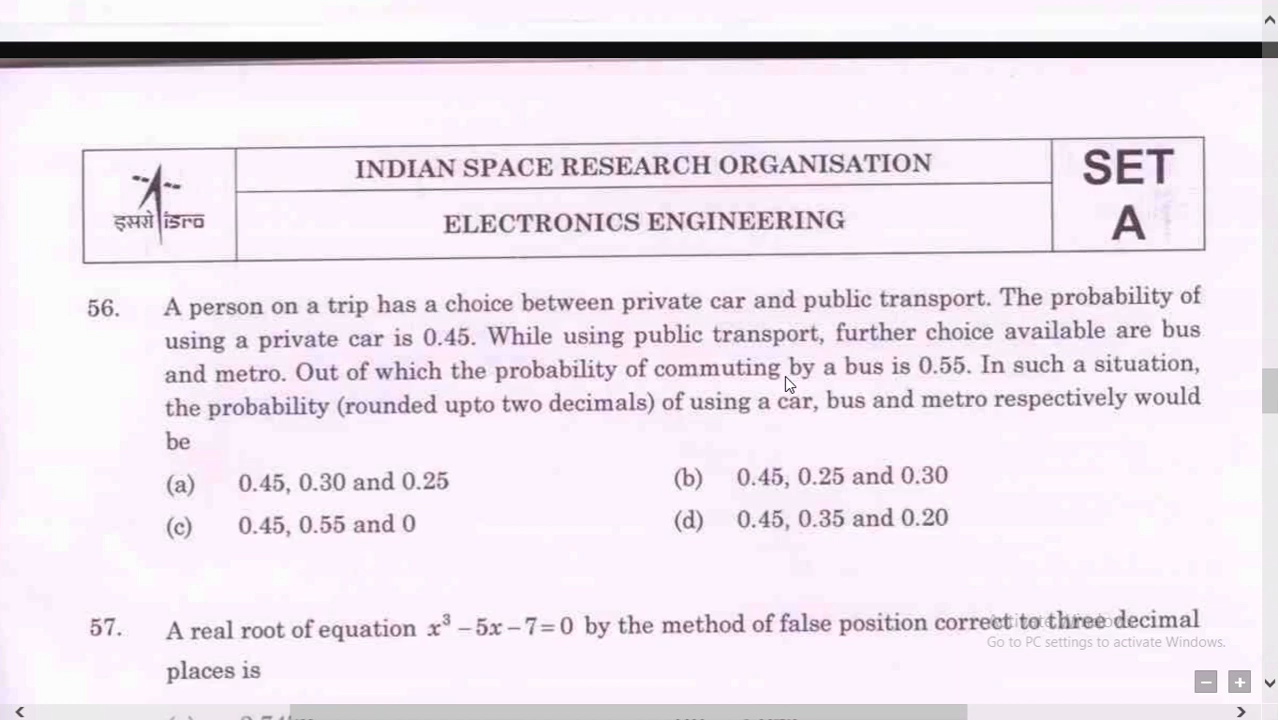 INDIAN SPACE RESEARCH ORGANISATION
ELECTRONICS ENGINEERING
SET
A
इसरो isro
56. A person on a trip has a choice between private car and public transport. The probability of
using a private car is 0.45. While using public transport, further choice available are bus
and metro. Out of which the probability of commuting by a bus is 0.55. In such a situation,
the probability (rounded upto two decimals) of using a car, bus and metro respectively would
be
(a) 0.45, 0.30 and 0.25 (b) 0.45, 0.25 and 0.30
(c) 0.45, 0.55 and 0 (d) 0.45, 0.35 and 0.20
57. A real root of equation x³ – 5x – 7 = 0 by the method of false position correct to three decimal
places is
Go to PC settings to activate Windows.